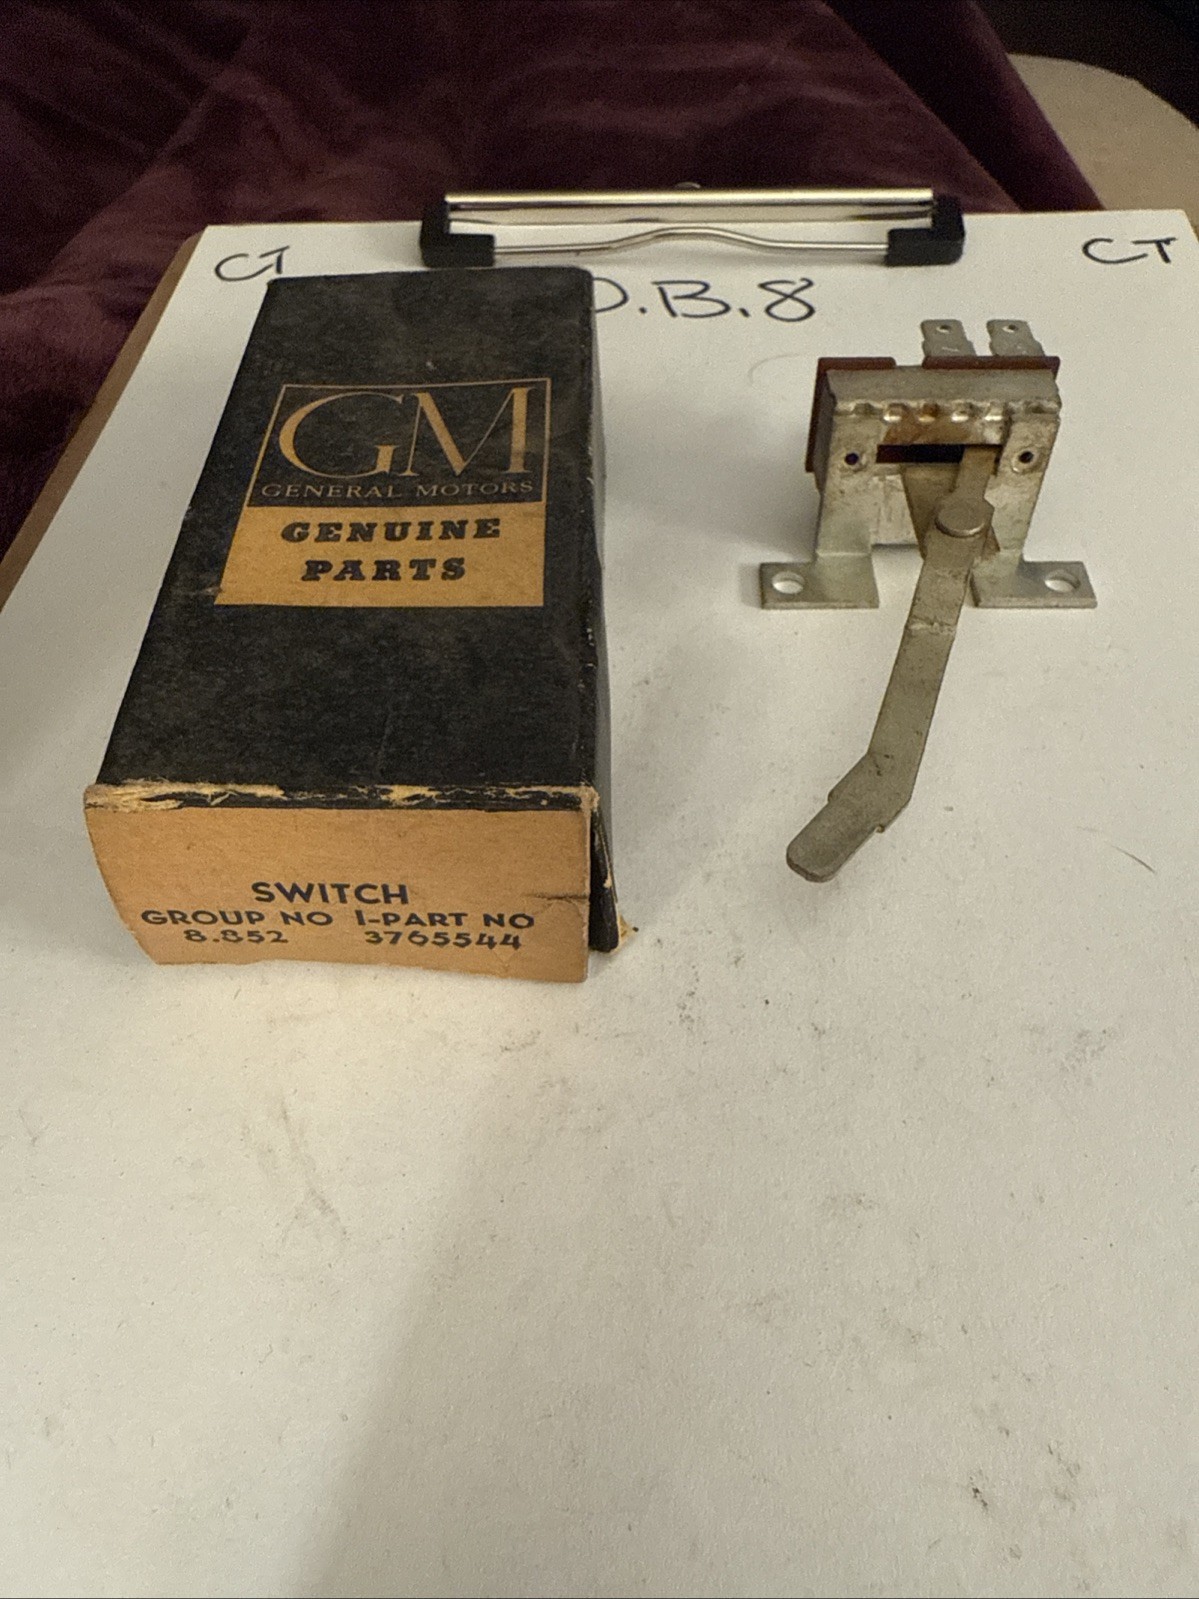 CT
CT
.B.8
GM
GENERAL MOTORS
GENUINE
PARTS
SWITCH
GROUP NO 1-PART NO
8.852 3765544